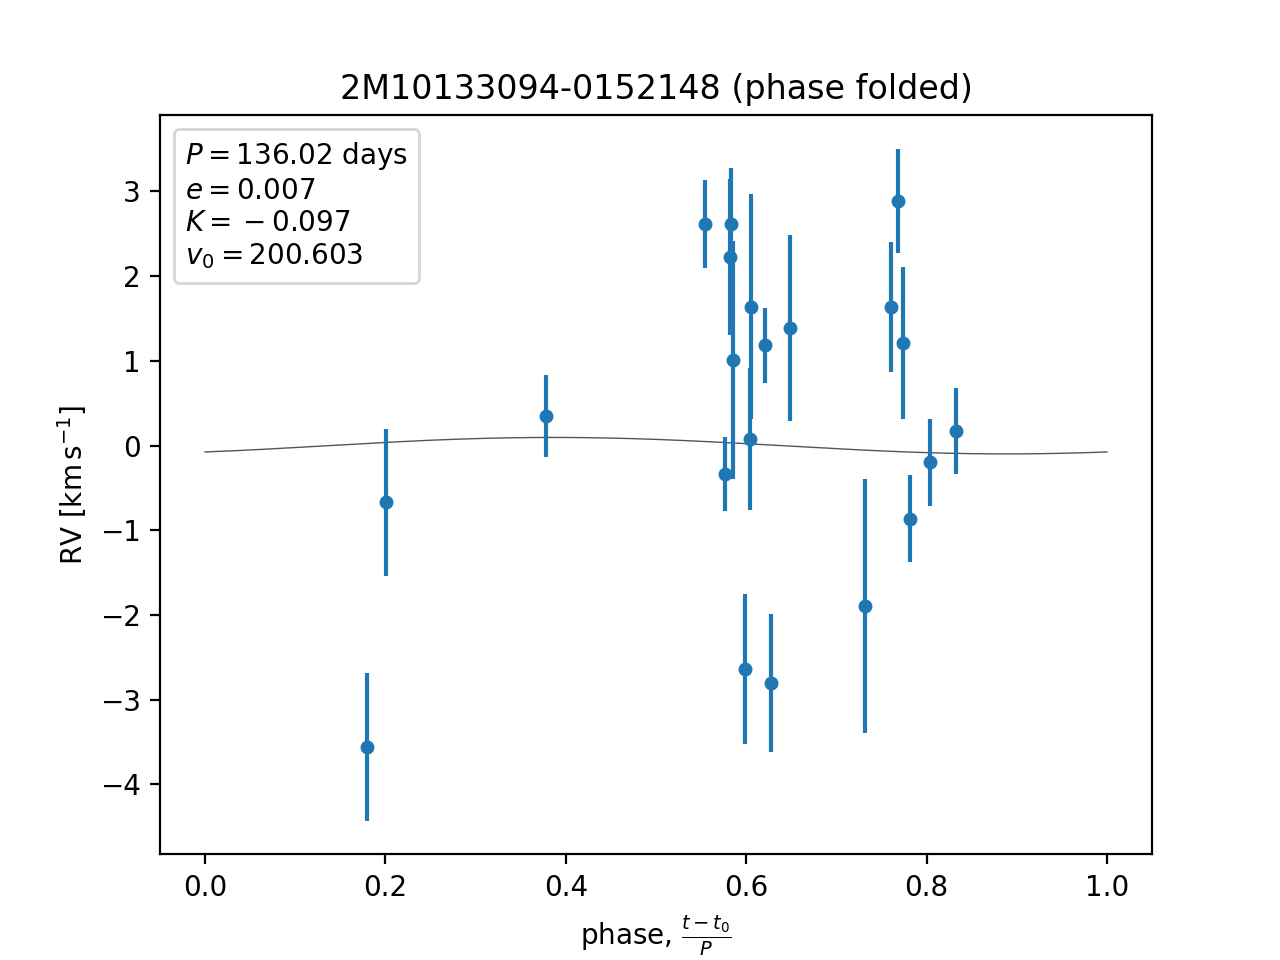 2M10133094-0152148 (phase folded)
P = 136.02 days
e = 0.007
K = −0.097
v₀ = 200.603
3
2
1
0
−1
−2
−3
−4
RV [km s⁻¹]
0.0 0.2 0.4 0.6 0.8 1.0
phase, (t − t₀)/P